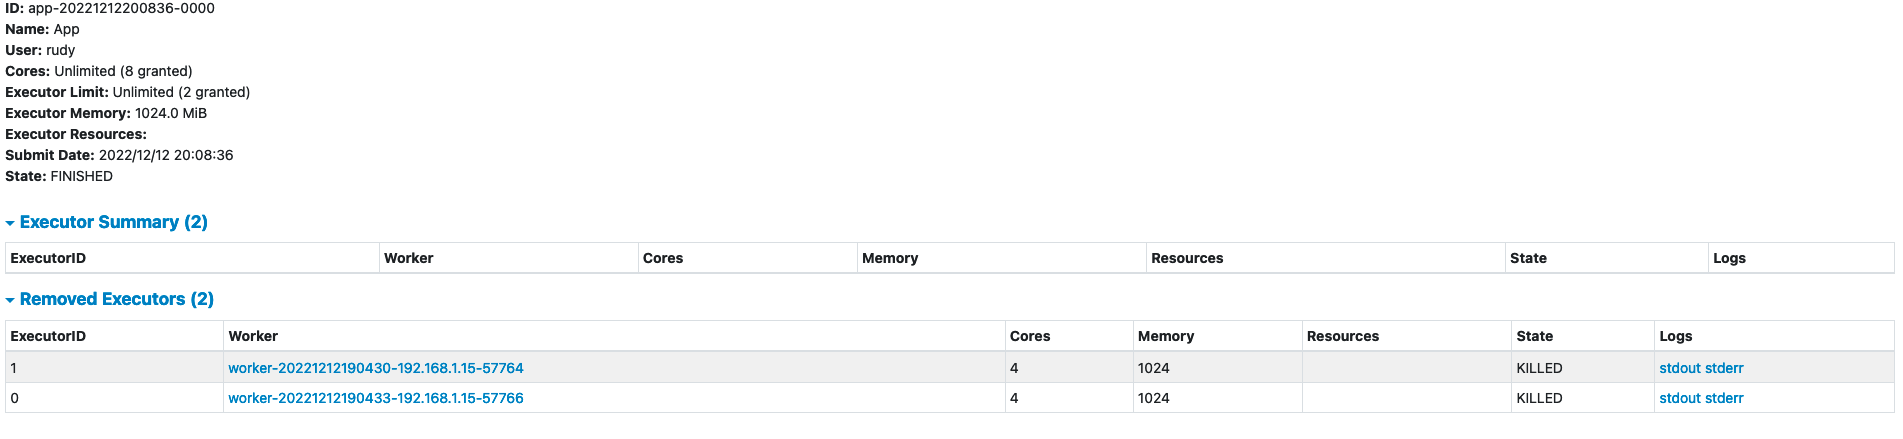 ID: app-20221212200836-0000
Name: App
User: rudy
Cores: Unlimited (8 granted)
Executor Limit: Unlimited (2 granted)
Executor Memory: 1024.0 MiB
Executor Resources:
Submit Date: 2022/12/12 20:08:36
State: FINISHED
Executor Summary (2)
ExecutorID Worker Cores Memory Resources State Logs
Removed Executors (2)
ExecutorID Worker Cores Memory Resources State Logs
1 worker-20221212190430-192.168.1.15-57764 4 1024 KILLED stdout stderr
0 worker-20221212190433-192.168.1.15-57766 4 1024 KILLED stdout stderr